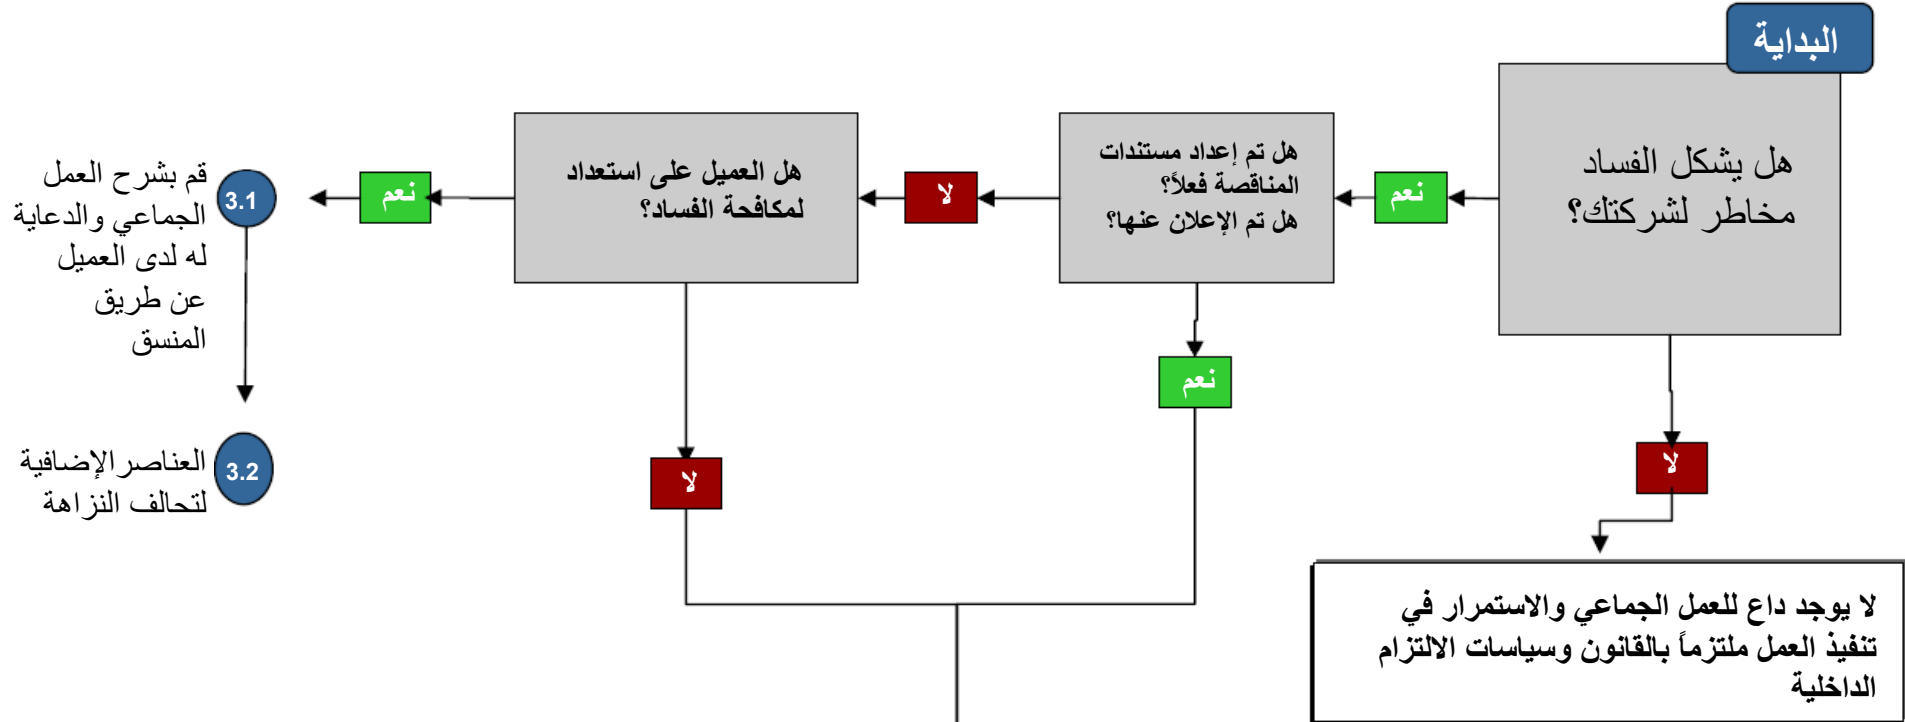 البداية
هل يشكل الفساد
مخاطر لشركتك؟
نعم
هل تم إعداد مستندات
المناقصة فعلاً؟
هل تم الإعلان عنها؟
لا
هل العميل على استعداد
لمكافحة الفساد؟
نعم
3.1
قم بشرح العمل
الجماعي والدعاية
له لدى العميل
عن طريق
المنسق
3.2
العناصر الإضافية
لتحالف النزاهة
نعم
لا
لا
لا يوجد داع للعمل الجماعي والاستمرار في
تنفيذ العمل ملتزماً بالقانون وسياسات الالتزام
الداخلية